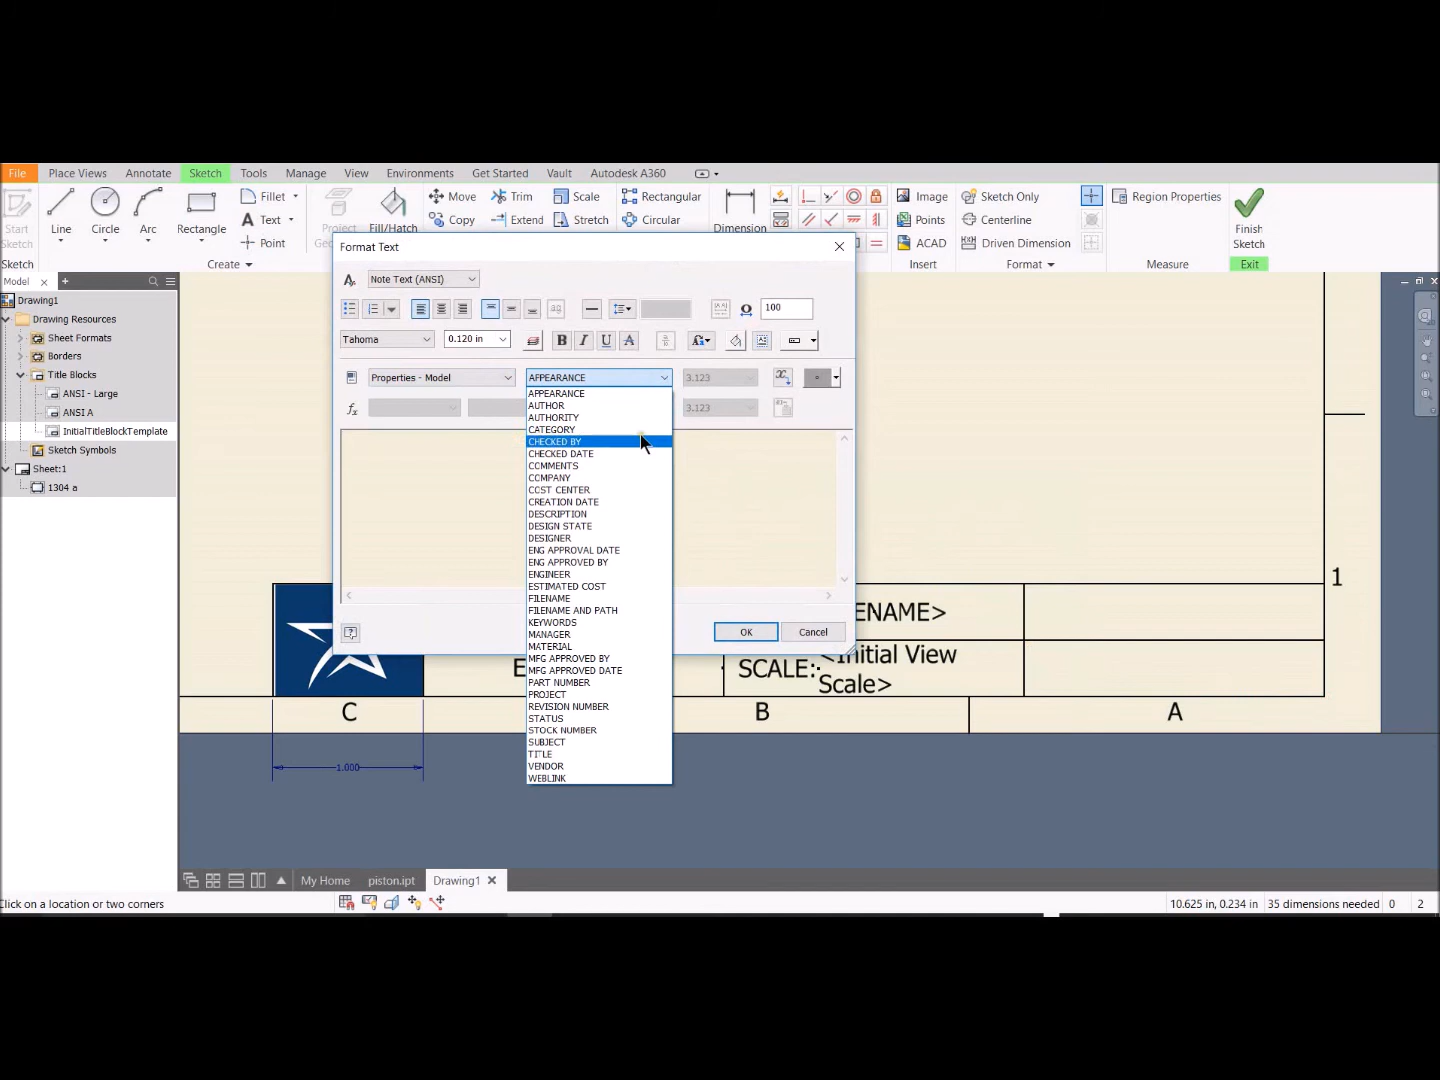 File Place Views Annotate Sketch Tools Manage View Environments Get Started Vault Autodesk A360
Start Sketch
Line
Circle
Arc
Rectangle
Fillet
Text
Point
Project
Fill/Hatch
Move
Copy
Trim
Extend
Scale
Stretch
Rectangular
Circular
Dimension
Image
Points
ACAD
Sketch Only
Centerline
Driven Dimension
Region Properties
Finish Sketch
Sketch Create Insert Format Measure Exit
Model
Drawing1
Drawing Resources
Sheet Formats
Borders
Title Blocks
ANSI - Large
ANSI A
InitialTitleBlockTemplate
Sketch Symbols
Sheet:1
1304 a
Format Text
Note Text (ANSI)
100
Tahoma 0.120 in
B I U A
Properties - Model APPEARANCE 3.123
3.123
APPEARANCE
AUTHOR
AUTHORITY
CATEGORY
CHECKED BY
CHECKED DATE
COMMENTS
COMPANY
COST CENTER
CREATION DATE
DESCRIPTION
DESIGN STATE
DESIGNER
ENG APPROVAL DATE
ENG APPROVED BY
ENGINEER
ESTIMATED COST
FILENAME
FILENAME AND PATH
KEYWORDS
MANAGER
MATERIAL
MFG APPROVED BY
MFG APPROVED DATE
PART NUMBER
PROJECT
REVISION NUMBER
STATUS
STOCK NUMBER
SUBJECT
TITLE
VENDOR
WEBLINK
OK Cancel
1
ENAME>
E
SCALE: <Initial View
Scale>
C B A
1.000
My Home piston.ipt Drawing1
Click on a location or two corners 10.625 in, 0.234 in 35 dimensions needed 0 2